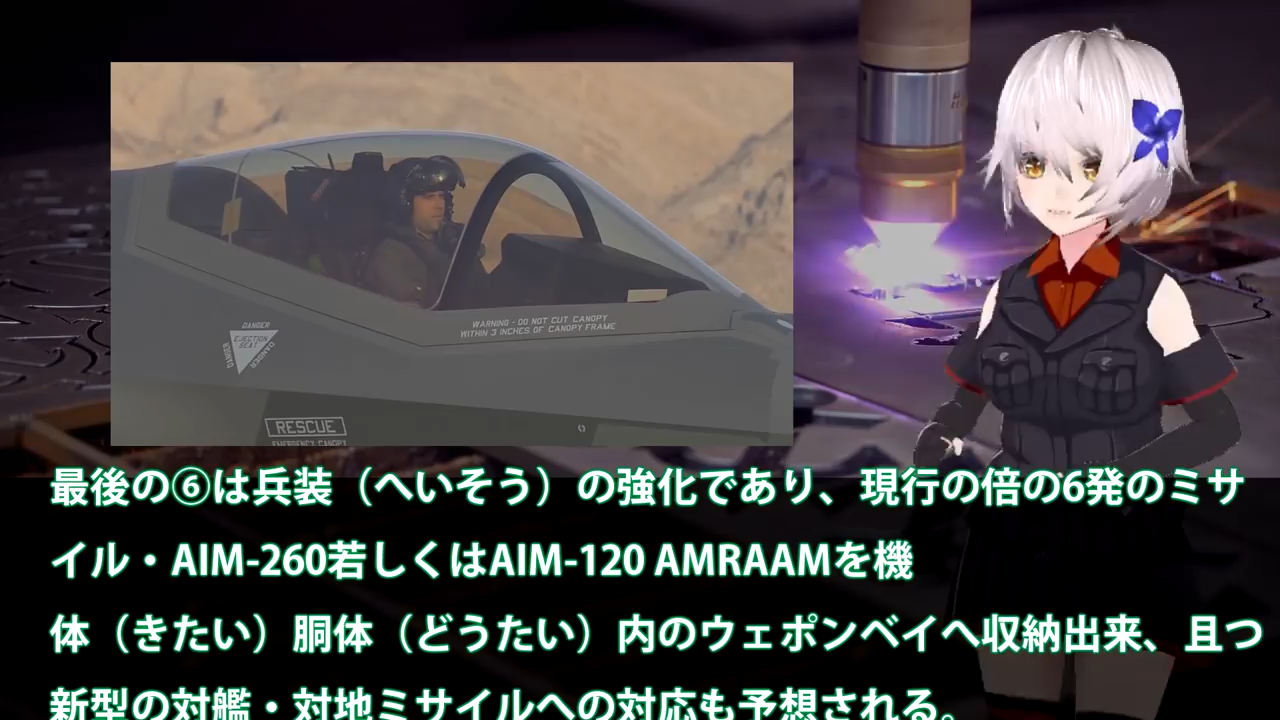 WARNING - DO NOT CUT CANOPY
WITHIN 3 INCHES OF CANOPY FRAME
DANGER
DANGER
EJECTION
SEAT
DANGER
RESCUE
EMERGENCY CANOPY
最後の⑥は兵装（へいそう）の強化であり、現行の倍の6発のミサ
イル・AIM-260若しくはAIM-120 AMRAAMを機
体（きたい）胴体（どうたい）内のウェポンベイへ収納出来、且つ
新型の対艦・対地ミサイルへの対応も予想される。